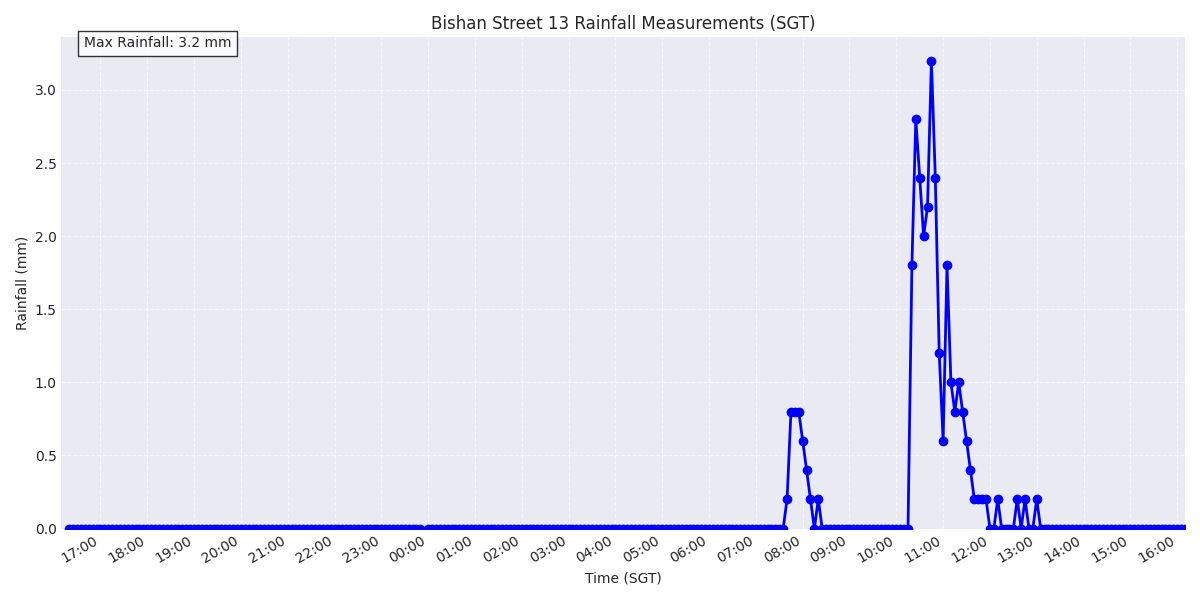 Bishan Street 13 Rainfall Measurements (SGT)
Max Rainfall: 3.2 mm
Rainfall (mm)
3.0
2.5
2.0
1.5
1.0
0.5
0.0
17:00 18:00 19:00 20:00 21:00 22:00 23:00 00:00 01:00 02:00 03:00 04:00 05:00 06:00 07:00 08:00 09:00 10:00 11:00 12:00 13:00 14:00 15:00 16:00
Time (SGT)